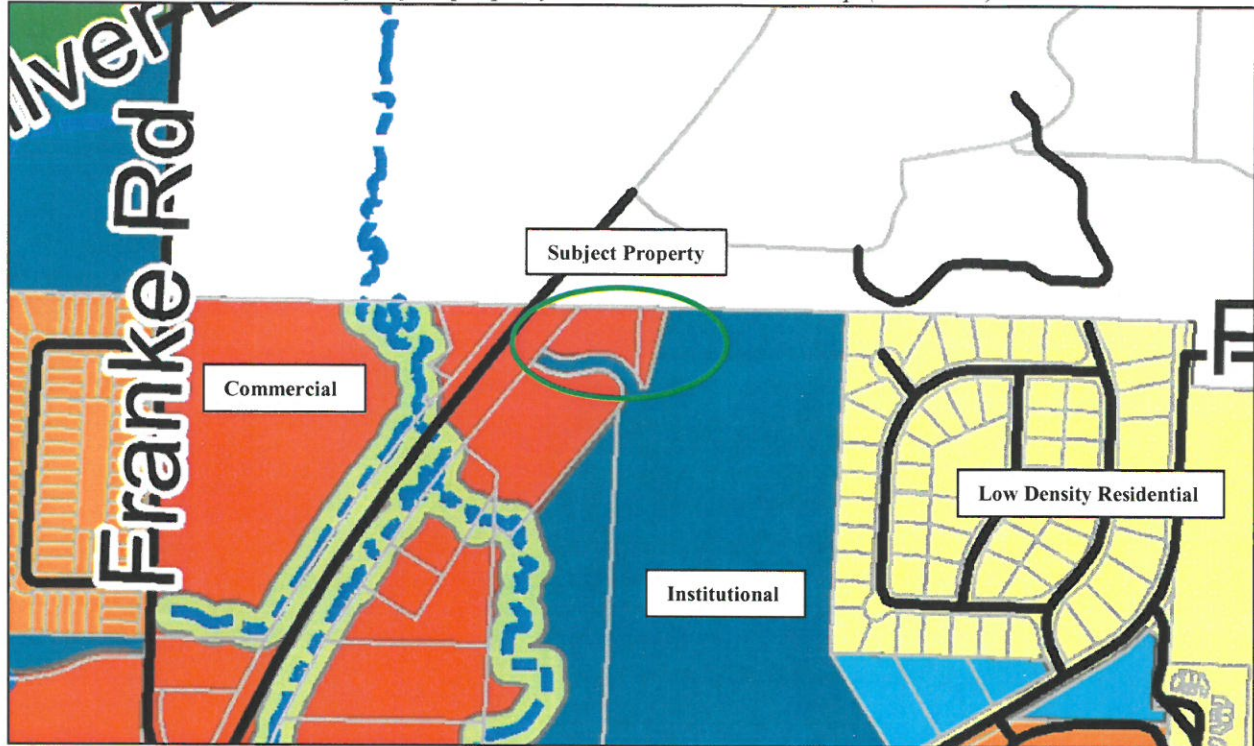 Franke Rd
Subject Property
Commercial
Low Density Residential
Institutional